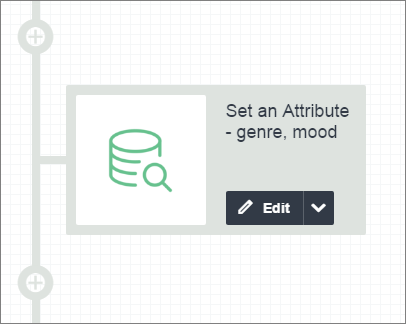 Set an Attribute
- genre, mood
Edit